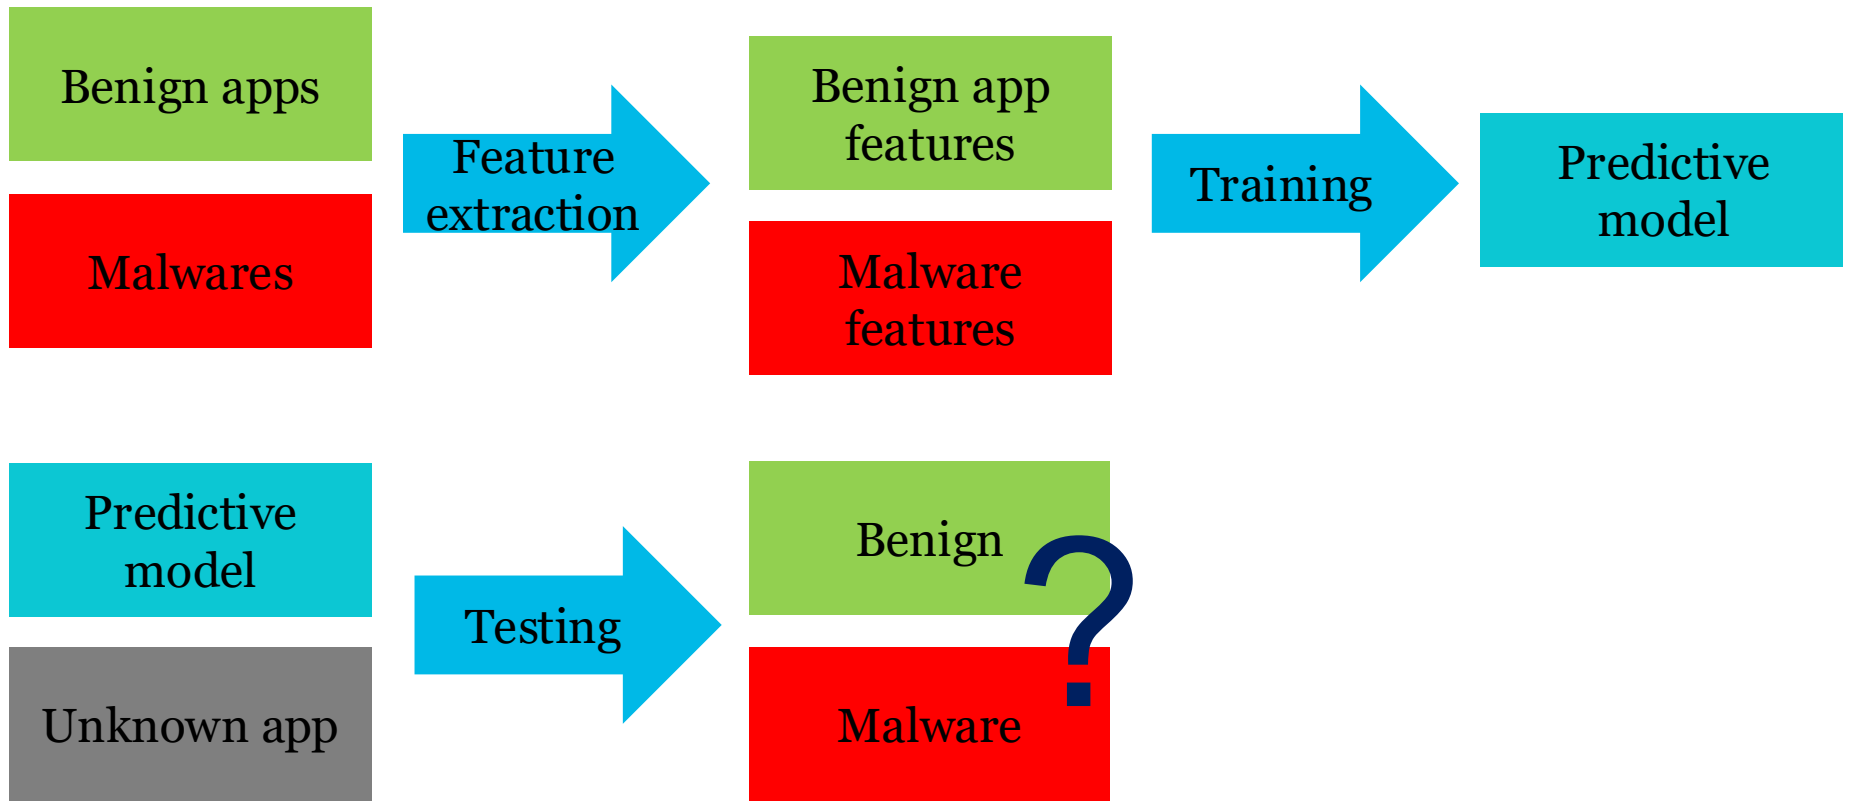 Benign apps
Malwares
Feature
extraction
Benign app
features
Malware
features
Training
Predictive
model
Predictive
model
Unknown app
Testing
Benign
Malware
?